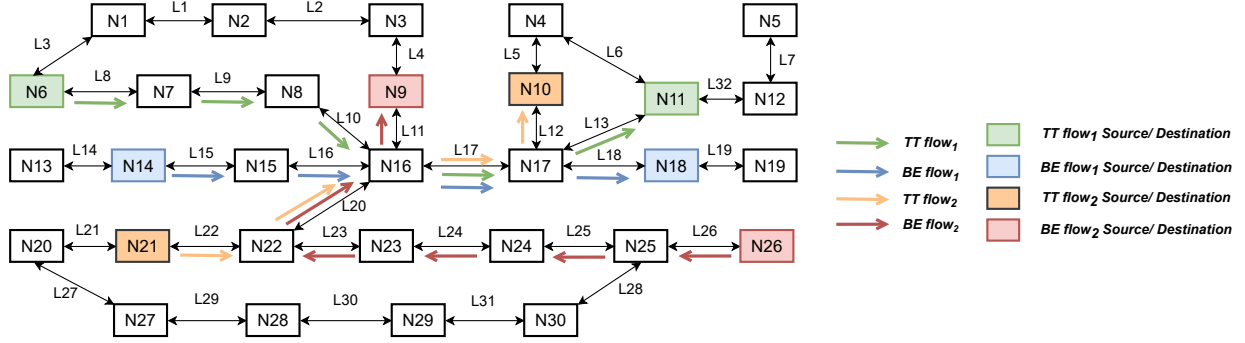 L1 L2
N1 N2 N3 N4 N5
L3 L4 L5 L6 L7
L8 L9 L32
N6 N7 N8 N9 N10 N11 N12
L10 L11 L12 L13
L14 L15 L16 L17 L18 L19
N13 N14 N15 N16 N17 N18 N19
L20
L21 L22 L23 L24 L25 L26
N20 N21 N22 N23 N24 N25 N26
L27 L28
L29 L30 L31
N27 N28 N29 N30
TT flow1 TT flow1 Source/ Destination
BE flow1 BE flow1 Source/ Destination
TT flow2 TT flow2 Source/ Destination
BE flow2 BE flow2 Source/ Destination